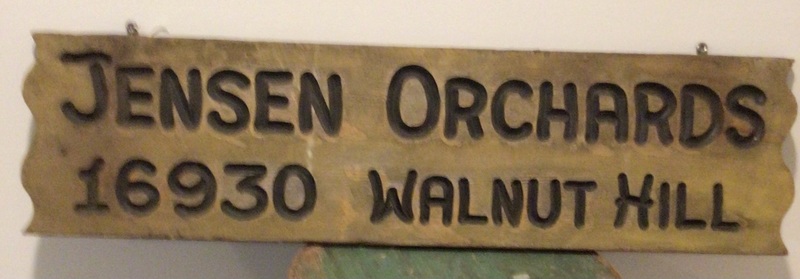 JENSEN ORCHARDS
16930 WALNUT HILL